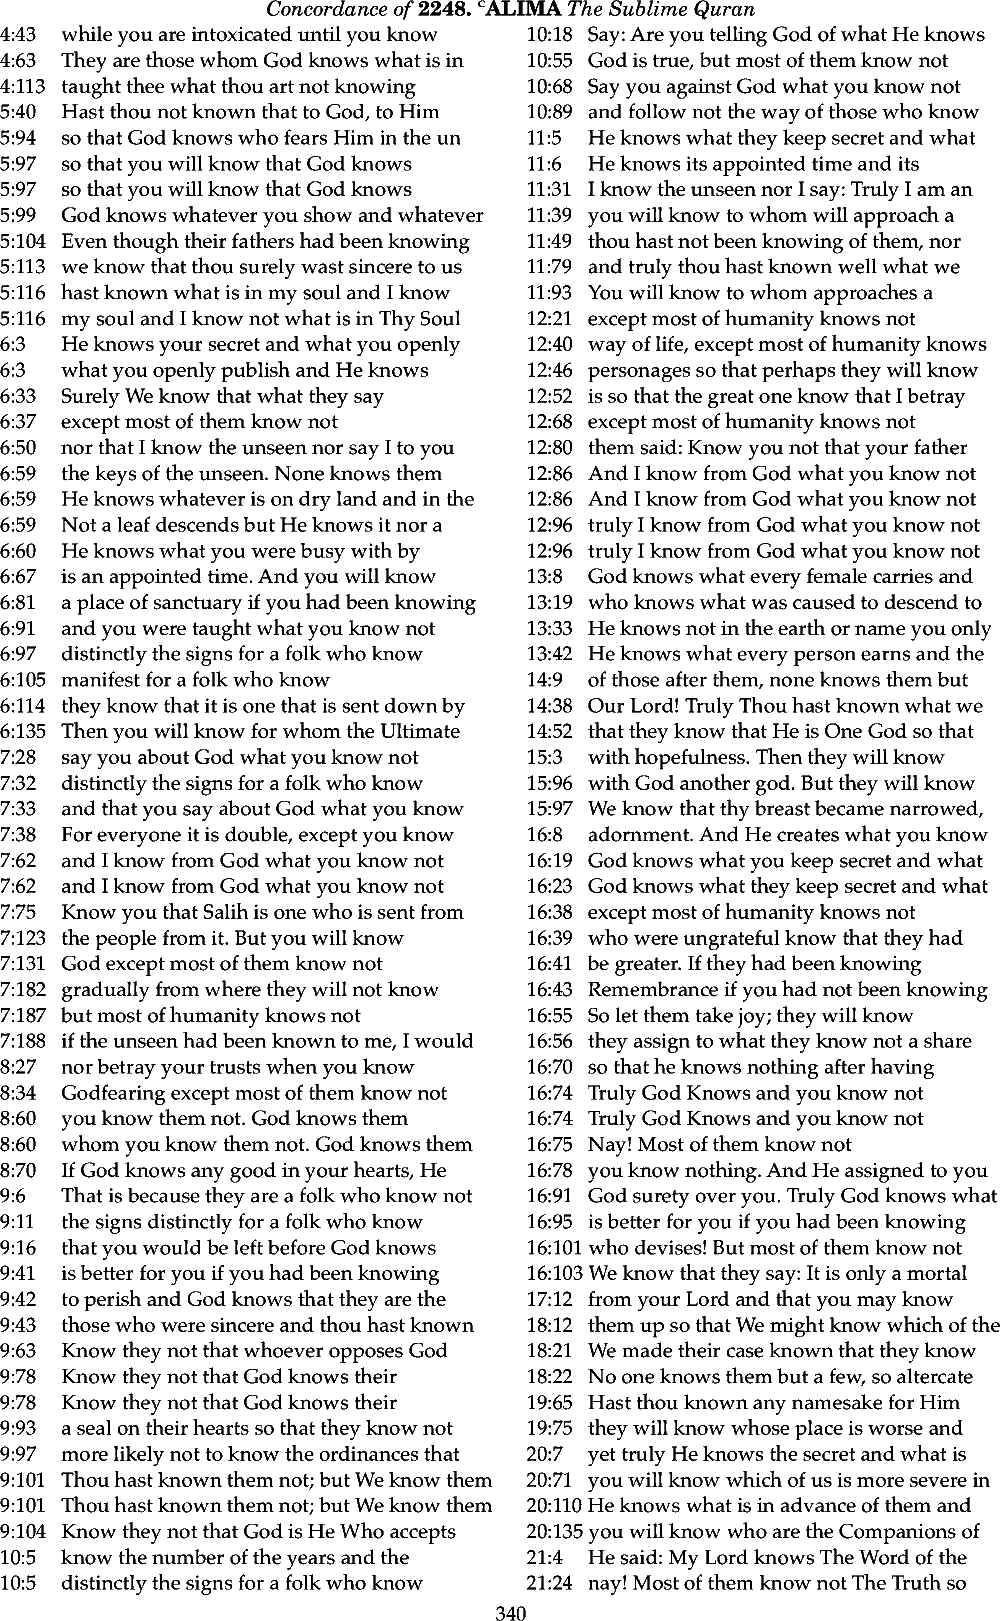 Concordance of 2248. ᶜALIMA The Sublime Quran
4:43 while you are intoxicated until you know
4:63 They are those whom God knows what is in
4:113 taught thee what thou art not knowing
5:40 Hast thou not known that to God, to Him
5:94 so that God knows who fears Him in the un
5:97 so that you will know that God knows
5:97 so that you will know that God knows
5:99 God knows whatever you show and whatever
5:104 Even though their fathers had been knowing
5:113 we know that thou surely wast sincere to us
5:116 hast known what is in my soul and I know
5:116 my soul and I know not what is in Thy Soul
6:3 He knows your secret and what you openly
6:3 what you openly publish and He knows
6:33 Surely We know that what they say
6:37 except most of them know not
6:50 nor that I know the unseen nor say I to you
6:59 the keys of the unseen. None knows them
6:59 He knows whatever is on dry land and in the
6:59 Not a leaf descends but He knows it nor a
6:60 He knows what you were busy with by
6:67 is an appointed time. And you will know
6:81 a place of sanctuary if you had been knowing
6:91 and you were taught what you know not
6:97 distinctly the signs for a folk who know
6:105 manifest for a folk who know
6:114 they know that it is one that is sent down by
6:135 Then you will know for whom the Ultimate
7:28 say you about God what you know not
7:32 distinctly the signs for a folk who know
7:33 and that you say about God what you know
7:38 For everyone it is double, except you know
7:62 and I know from God what you know not
7:62 and I know from God what you know not
7:75 Know you that Salih is one who is sent from
7:123 the people from it. But you will know
7:131 God except most of them know not
7:182 gradually from where they will not know
7:187 but most of humanity knows not
7:188 if the unseen had been known to me, I would
8:27 nor betray your trusts when you know
8:34 Godfearing except most of them know not
8:60 you know them not. God knows them
8:60 whom you know them not. God knows them
8:70 If God knows any good in your hearts, He
9:6 That is because they are a folk who know not
9:11 the signs distinctly for a folk who know
9:16 that you would be left before God knows
9:41 is better for you if you had been knowing
9:42 to perish and God knows that they are the
9:43 those who were sincere and thou hast known
9:63 Know they not that whoever opposes God
9:78 Know they not that God knows their
9:78 Know they not that God knows their
9:93 a seal on their hearts so that they know not
9:97 more likely not to know the ordinances that
9:101 Thou hast known them not; but We know them
9:101 Thou hast known them not; but We know them
9:104 Know they not that God is He Who accepts
10:5 know the number of the years and the
10:5 distinctly the signs for a folk who know
10:18 Say: Are you telling God of what He knows
10:55 God is true, but most of them know not
10:68 Say you against God what you know not
10:89 and follow not the way of those who know
11:5 He knows what they keep secret and what
11:6 He knows its appointed time and its
11:31 I know the unseen nor I say: Truly I am an
11:39 you will know to whom will approach a
11:49 thou hast not been knowing of them, nor
11:79 and truly thou hast known well what we
11:93 You will know to whom approaches a
12:21 except most of humanity knows not
12:40 way of life, except most of humanity knows
12:46 personages so that perhaps they will know
12:52 is so that the great one know that I betray
12:68 except most of humanity knows not
12:80 them said: Know you not that your father
12:86 And I know from God what you know not
12:86 And I know from God what you know not
12:96 truly I know from God what you know not
12:96 truly I know from God what you know not
13:8 God knows what every female carries and
13:19 who knows what was caused to descend to
13:33 He knows not in the earth or name you only
13:42 He knows what every person earns and the
14:9 of those after them, none knows them but
14:38 Our Lord! Truly Thou hast known what we
14:52 that they know that He is One God so that
15:3 with hopefulness. Then they will know
15:96 with God another god. But they will know
15:97 We know that thy breast became narrowed,
16:8 adornment. And He creates what you know
16:19 God knows what you keep secret and what
16:23 God knows what they keep secret and what
16:38 except most of humanity knows not
16:39 who were ungrateful know that they had
16:41 be greater. If they had been knowing
16:43 Remembrance if you had not been knowing
16:55 So let them take joy; they will know
16:56 they assign to what they know not a share
16:70 so that he knows nothing after having
16:74 Truly God Knows and you know not
16:74 Truly God Knows and you know not
16:75 Nay! Most of them know not
16:78 you know nothing. And He assigned to you
16:91 God surety over you. Truly God knows what
16:95 is better for you if you had been knowing
16:101 who devises! But most of them know not
16:103 We know that they say: It is only a mortal
17:12 from your Lord and that you may know
18:12 them up so that We might know which of the
18:21 We made their case known that they know
18:22 No one knows them but a few, so altercate
19:65 Hast thou known any namesake for Him
19:75 they will know whose place is worse and
20:7 yet truly He knows the secret and what is
20:71 you will know which of us is more severe in
20:110 He knows what is in advance of them and
20:135 you will know who are the Companions of
21:4 He said: My Lord knows The Word of the
21:24 nay! Most of them know not The Truth so
340